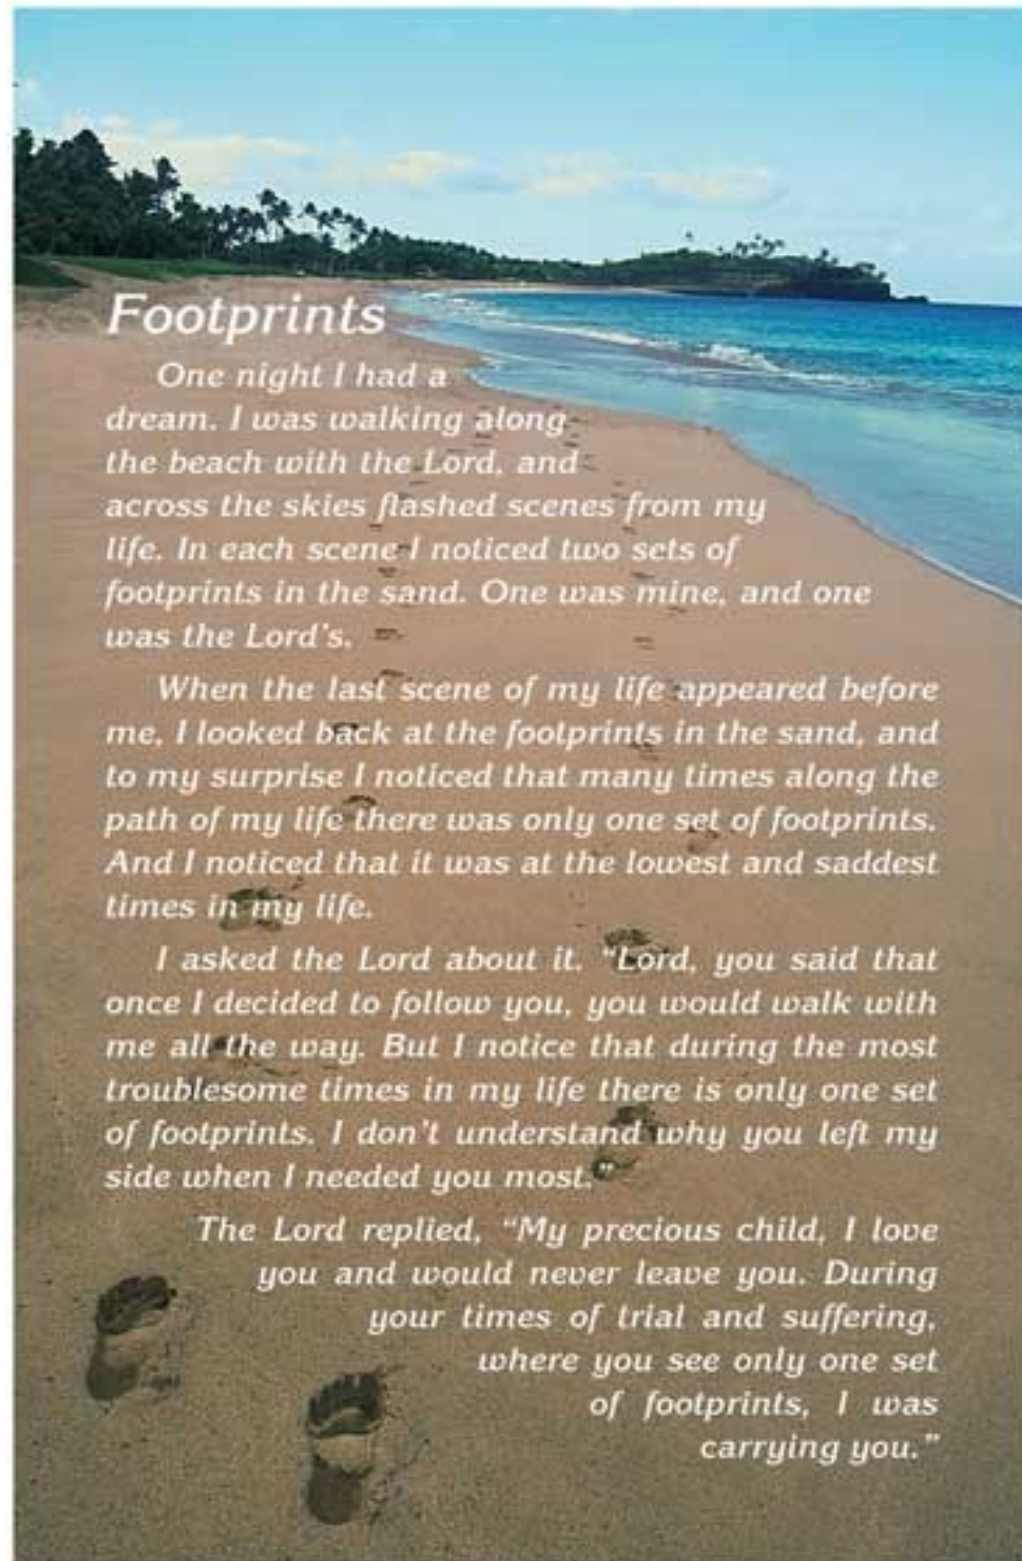 Footprints
One night I had a
dream. I was walking along
the beach with the Lord, and
across the skies flashed scenes from my
life. In each scene I noticed two sets of
footprints in the sand. One was mine, and one
was the Lord's.
When the last scene of my life appeared before
me, I looked back at the footprints in the sand, and
to my surprise I noticed that many times along the
path of my life there was only one set of footprints.
And I noticed that it was at the lowest and saddest
times in my life.
I asked the Lord about it. “Lord, you said that
once I decided to follow you, you would walk with
me all the way. But I notice that during the most
troublesome times in my life there is only one set
of footprints. I don't understand why you left my
side when I needed you most.”
The Lord replied, “My precious child, I love
you and would never leave you. During
your times of trial and suffering,
where you see only one set
of footprints, I was
carrying you.”